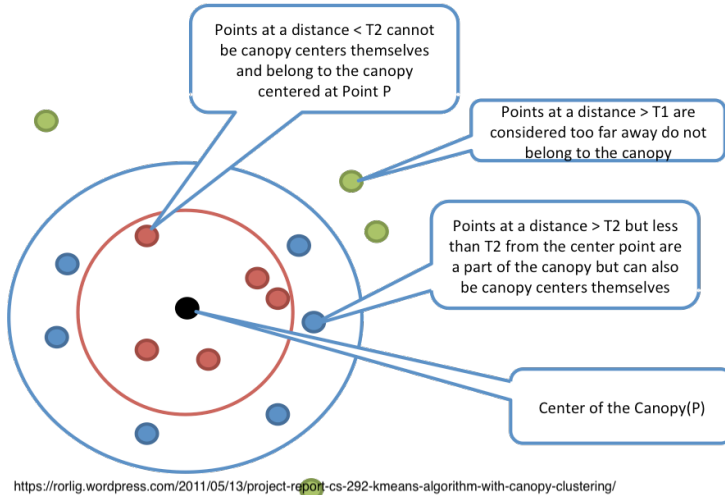 Points at a distance < T2 cannot
be canopy centers themselves
and belong to the canopy
centered at Point P
Points at a distance > T1 are
considered too far away do not
belong to the canopy
Points at a distance > T2 but less
than T2 from the center point are
a part of the canopy but can also
be canopy centers themselves
Center of the Canopy(P)
https://rorlig.wordpress.com/2011/05/13/project-report-cs-292-kmeans-algorithm-with-canopy-clustering/